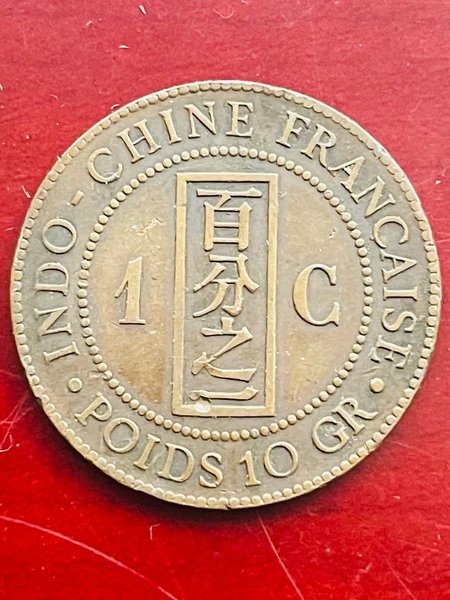 INDO-CHINE FRANCAISE
1 C
百分之一
• POIDS 10 GR •